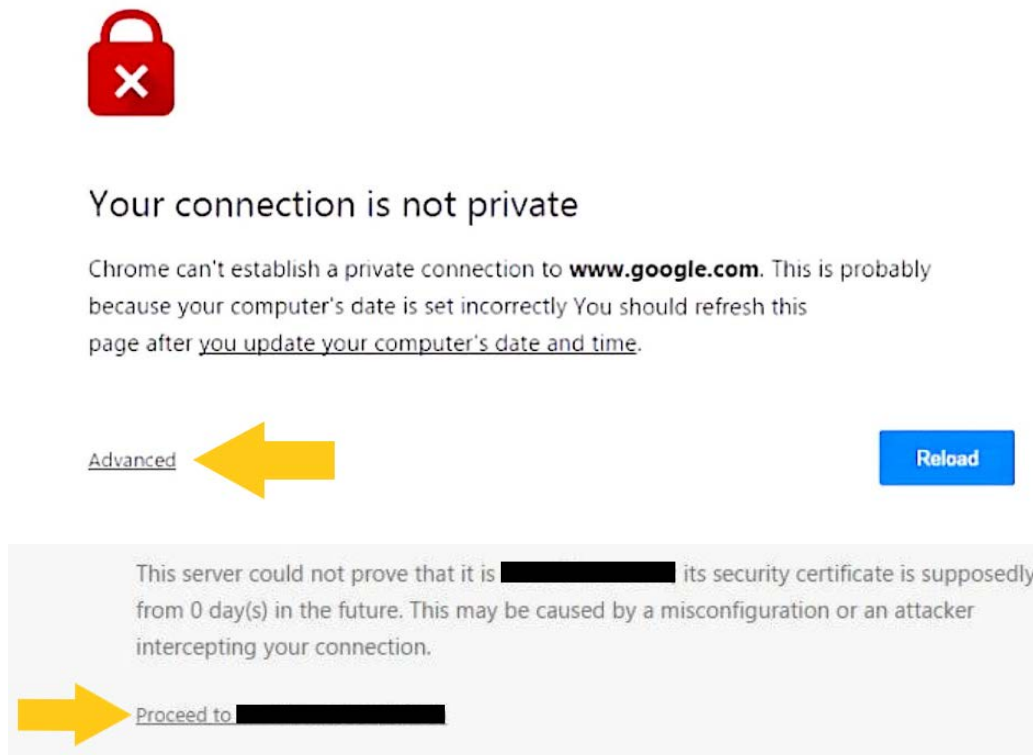 Your connection is not private
Chrome can't establish a private connection to www.google.com. This is probably
because your computer's date is set incorrectly You should refresh this
page after you update your computer's date and time.
Advanced
Reload
This server could not prove that it is its security certificate is supposedly
from 0 day(s) in the future. This may be caused by a misconfiguration or an attacker
intercepting your connection.
Proceed to